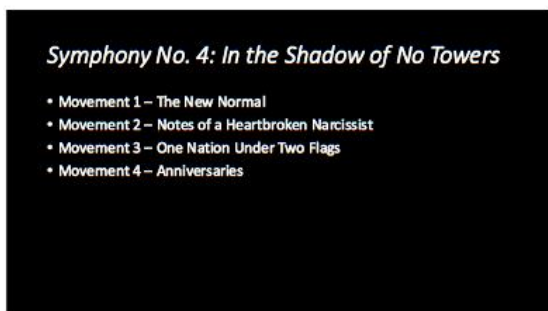 Symphony No. 4: In the Shadow of No Towers
• Movement 1 – The New Normal
• Movement 2 – Notes of a Heartbroken Narcissist
• Movement 3 – One Nation Under Two Flags
• Movement 4 – Anniversaries